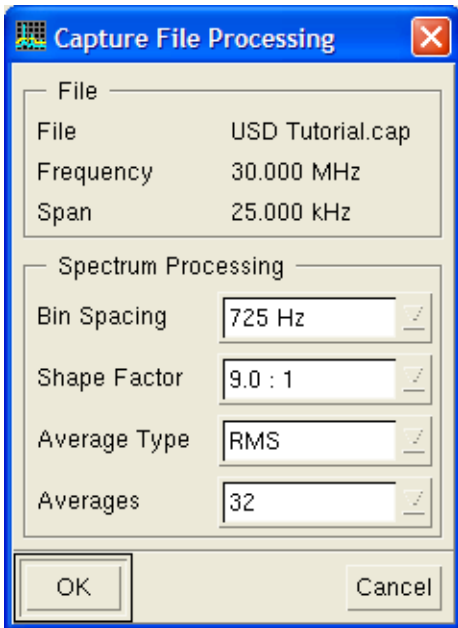 Capture File Processing
File
File USD Tutorial.cap
Frequency 30.000 MHz
Span 25.000 kHz
Spectrum Processing
Bin Spacing 725 Hz
Shape Factor 9.0 : 1
Average Type RMS
Averages 32
OK Cancel